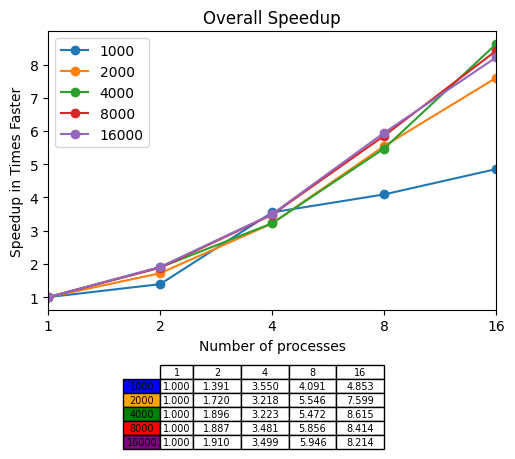 Overall Speedup
1000
2000
4000
8000
16000
Speedup in Times Faster
8
7
6
5
4
3
2
1
1 2 4 8 16
Number of processes
1 2 4 8 16
1000 1.000 1.391 3.550 4.091 4.853
2000 1.000 1.720 3.218 5.546 7.599
4000 1.000 1.896 3.223 5.472 8.615
8000 1.000 1.887 3.481 5.856 8.414
16000 1.000 1.910 3.499 5.946 8.214